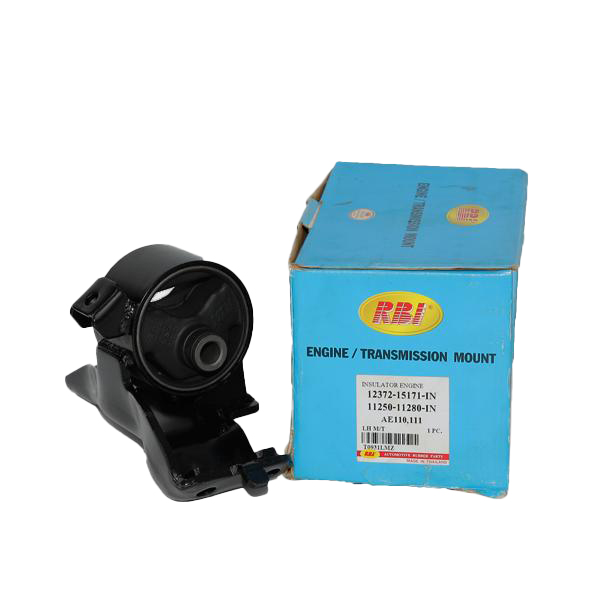 ENGINE / TRANSMISSION MOUNT
RBI
RBI
ENGINE / TRANSMISSION MOUNT
INSULATOR ENGINE
12372-15171-IN
11250-11280-IN
AE110,111
LH M/T 1 PC.
T0931LMZ
RBI AUTOMOTIVE RUBBER PARTS
MADE IN THAILAND